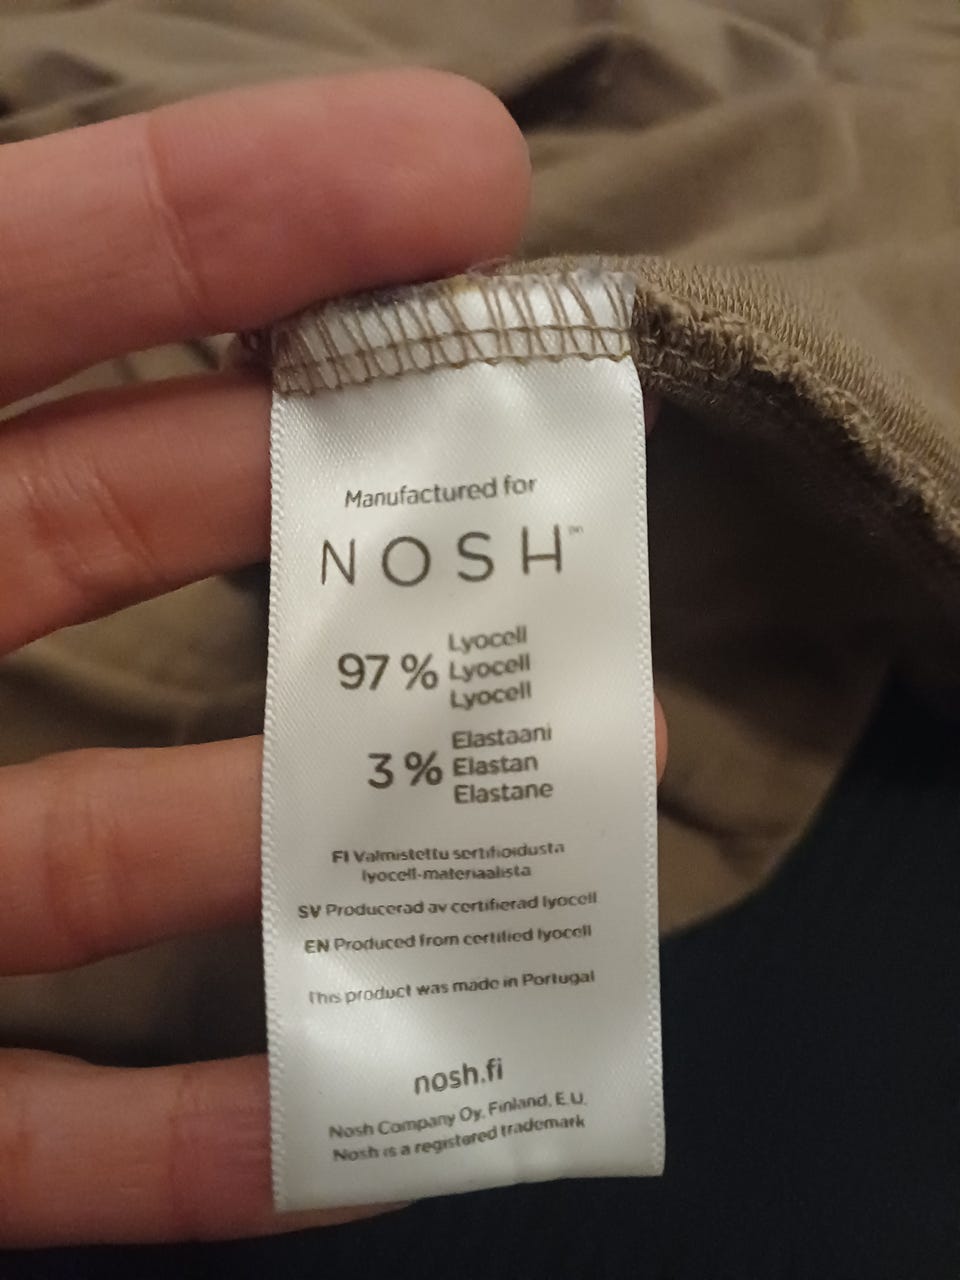 Manufactured for
NOSH™
97 % Lyocell
Lyocell
Lyocell
3 % Elastaani
Elastan
Elastane
FI Valmistettu sertifioidusta
lyocell-materiaalista
SV Producerad av certifierad lyocell
EN Produced from certified lyocell
This product was made in Portugal
nosh.fi
Nosh Company Oy, Finland, E.U.
Nosh is a registered trademark